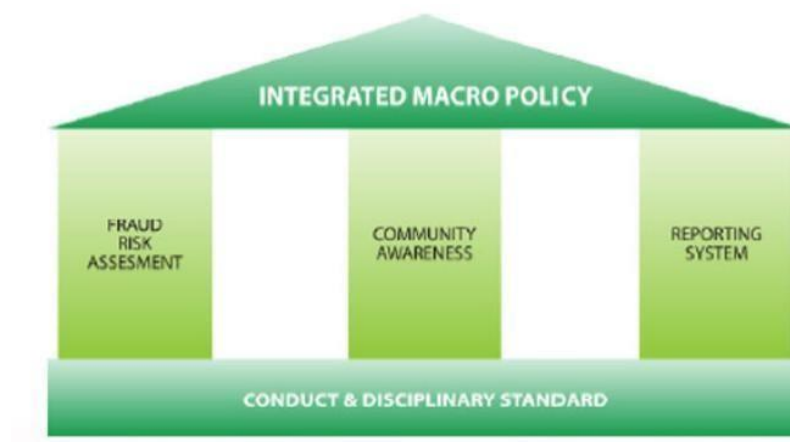 INTEGRATED MACRO POLICY
FRAUD
RISK
ASSESMENT
COMMUNITY
AWARENESS
REPORTING
SYSTEM
CONDUCT & DISCIPLINARY STANDARD